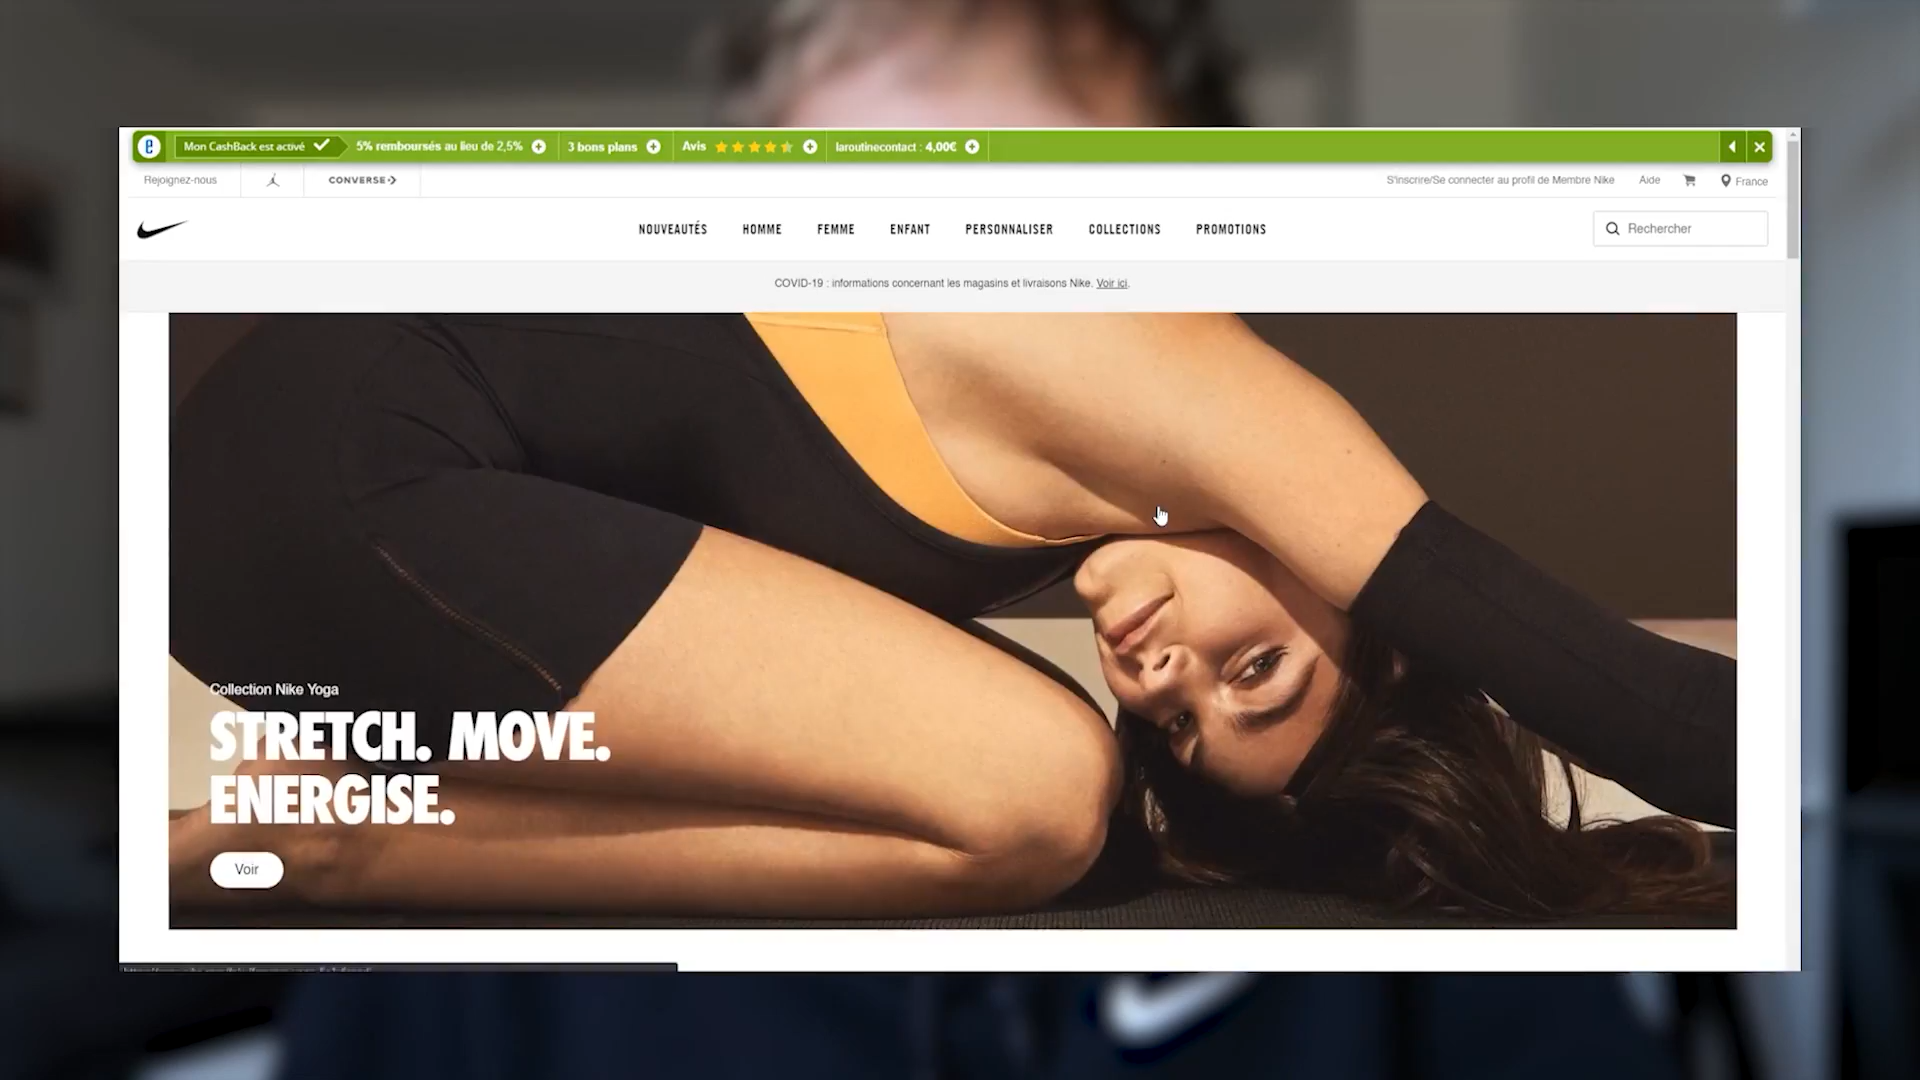 Mon CashBack est activé 5% remboursés au lieu de 2,5% 3 bons plans Avis laroutinecontact : 4,00€
Rejoignez-nous CONVERSE S'inscrire/Se connecter au profil de Membre Nike Aide France
NOUVEAUTÉS HOMME FEMME ENFANT PERSONNALISER COLLECTIONS PROMOTIONS Rechercher
COVID-19 : informations concernant les magasins et livraisons Nike. Voir ici.
Collection Nike Yoga
STRETCH. MOVE.
ENERGISE.
Voir